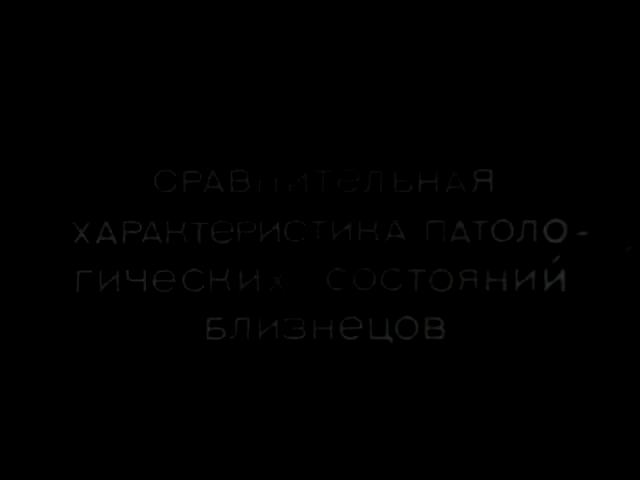 СРАВНИТЕЛЬНАЯ
ХАРАКТЕРИСТИКА ПАТОЛО-
ГИЧЕСКИХ СОСТОЯНИЙ
БЛИЗНЕЦОВ